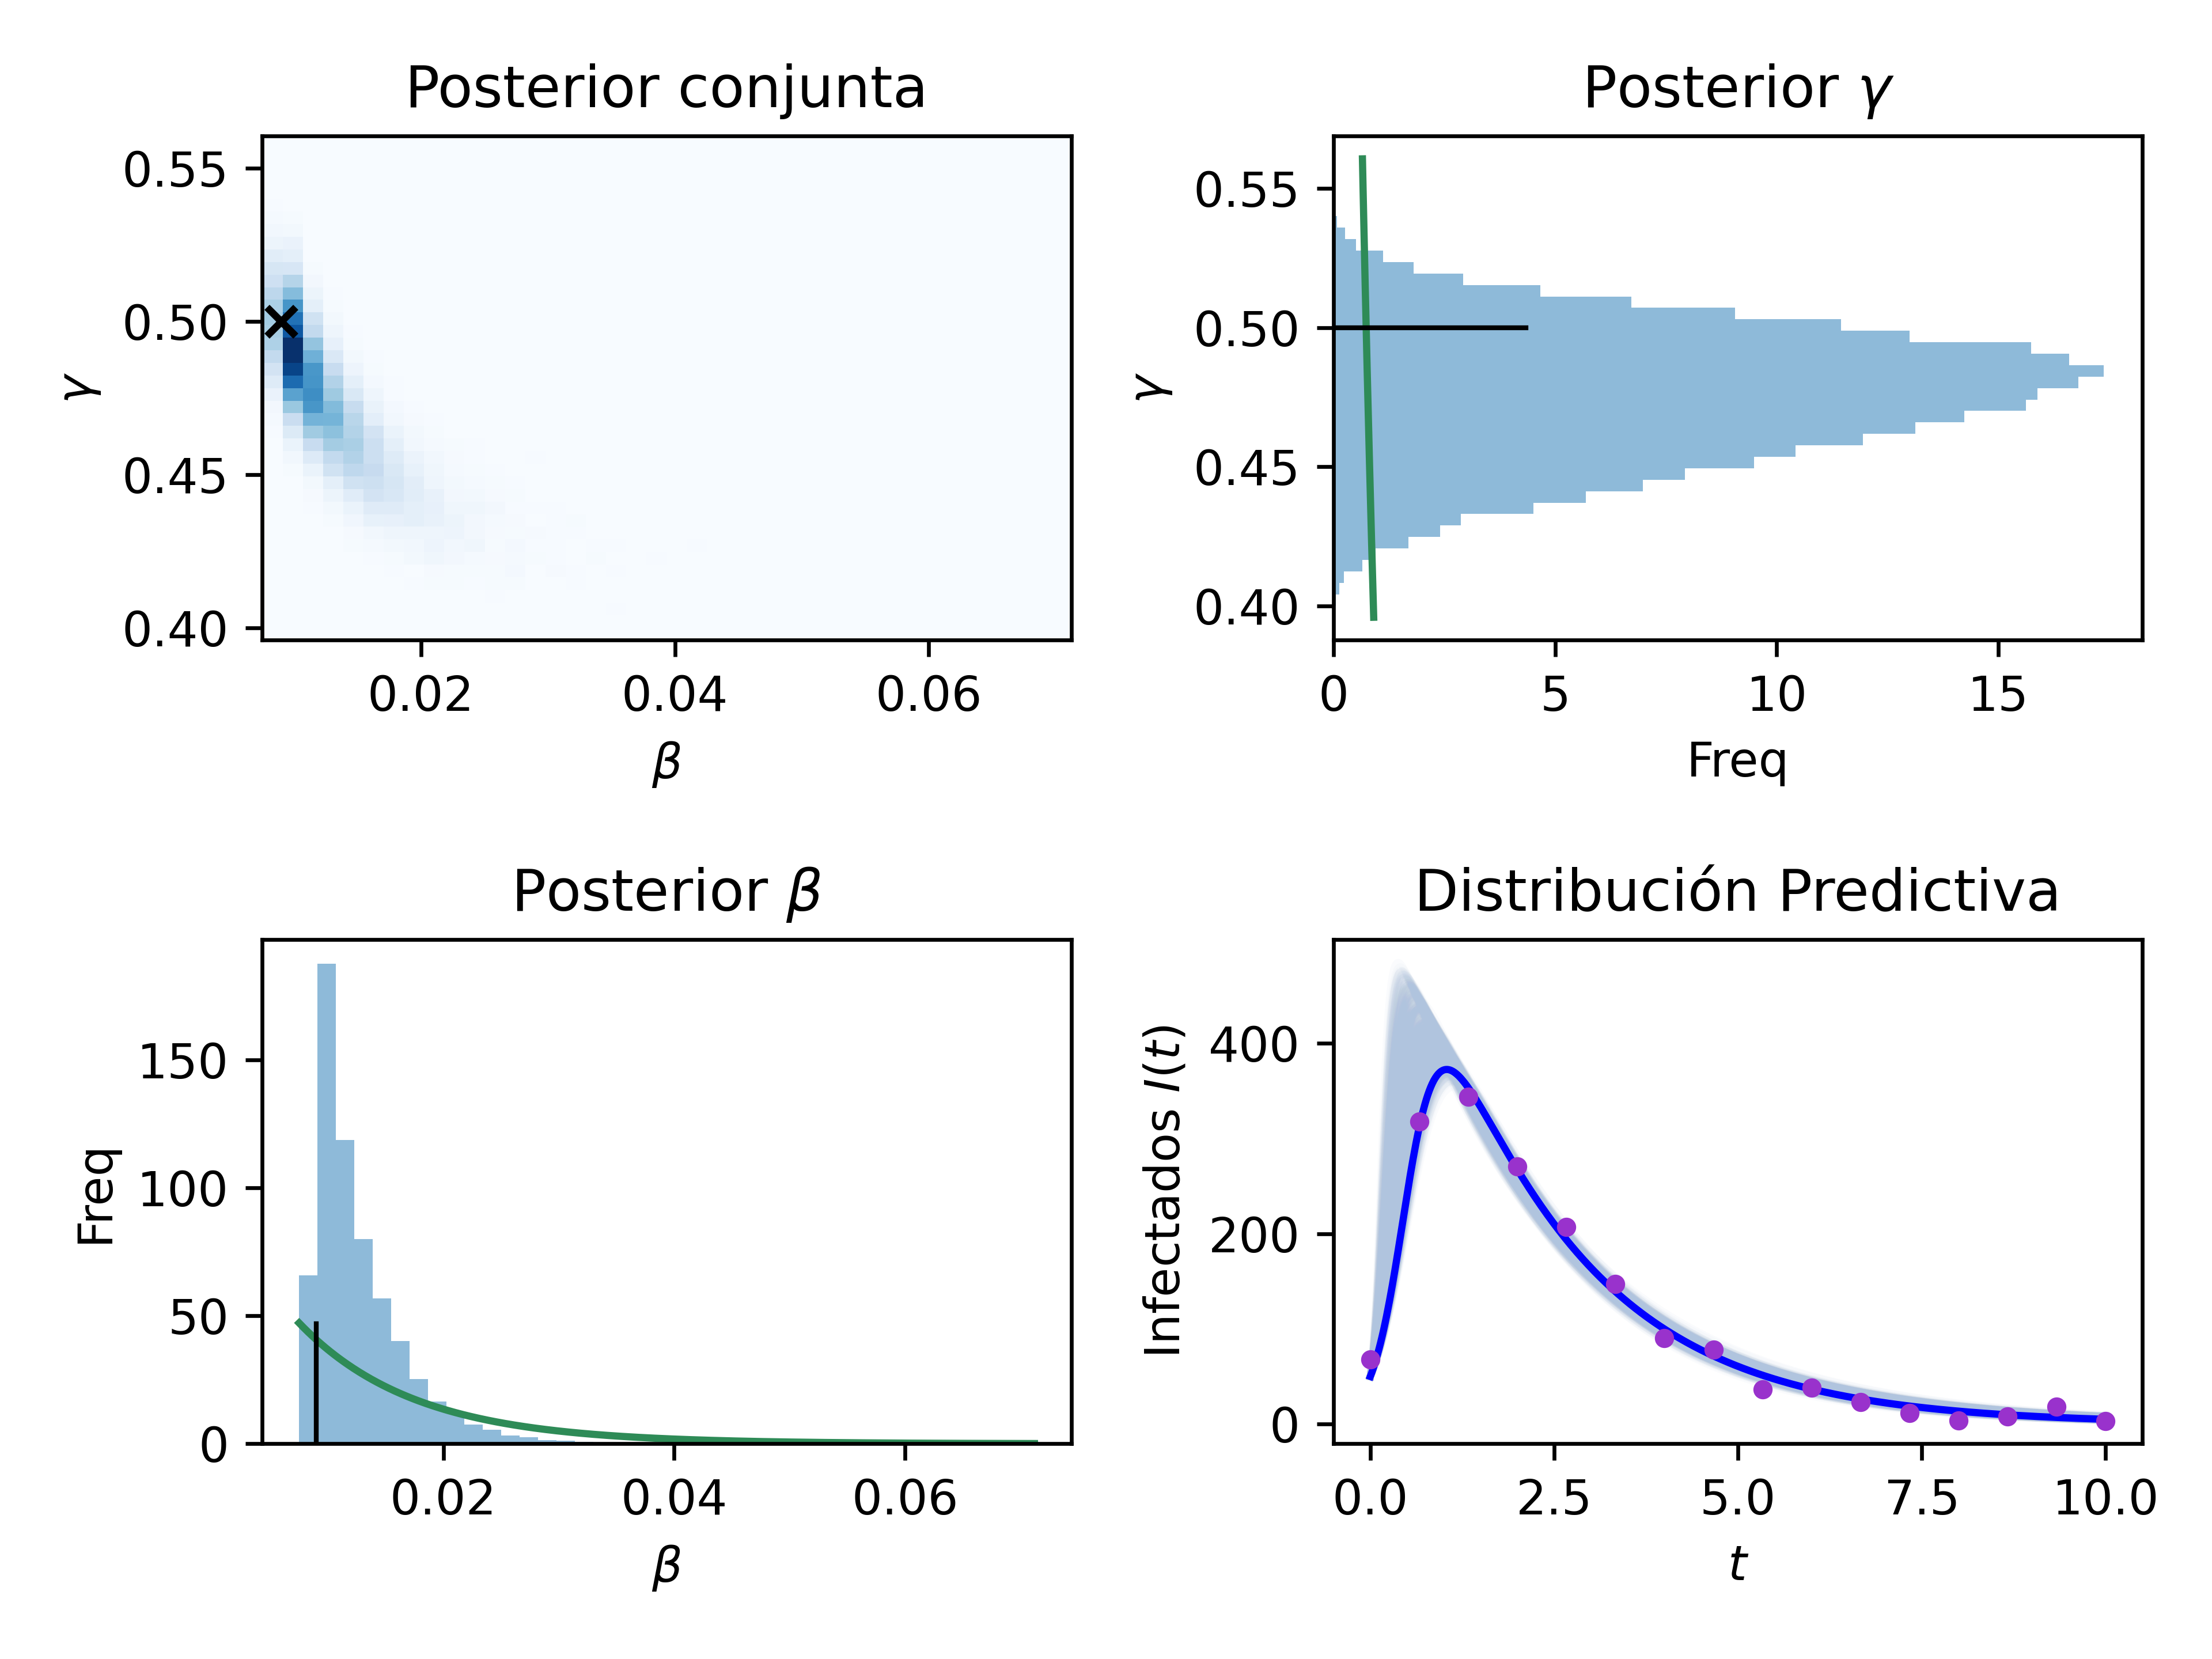 Posterior conjunta
0.55
0.50
0.45
0.40
γ
0.02 0.04 0.06
β
Posterior γ
0.55
0.50
0.45
0.40
γ
0 5 10 15
Freq
Posterior β
150
100
50
0
Freq
0.02 0.04 0.06
β
Distribución Predictiva
400
200
0
Infectados I(t)
0.0 2.5 5.0 7.5 10.0
t